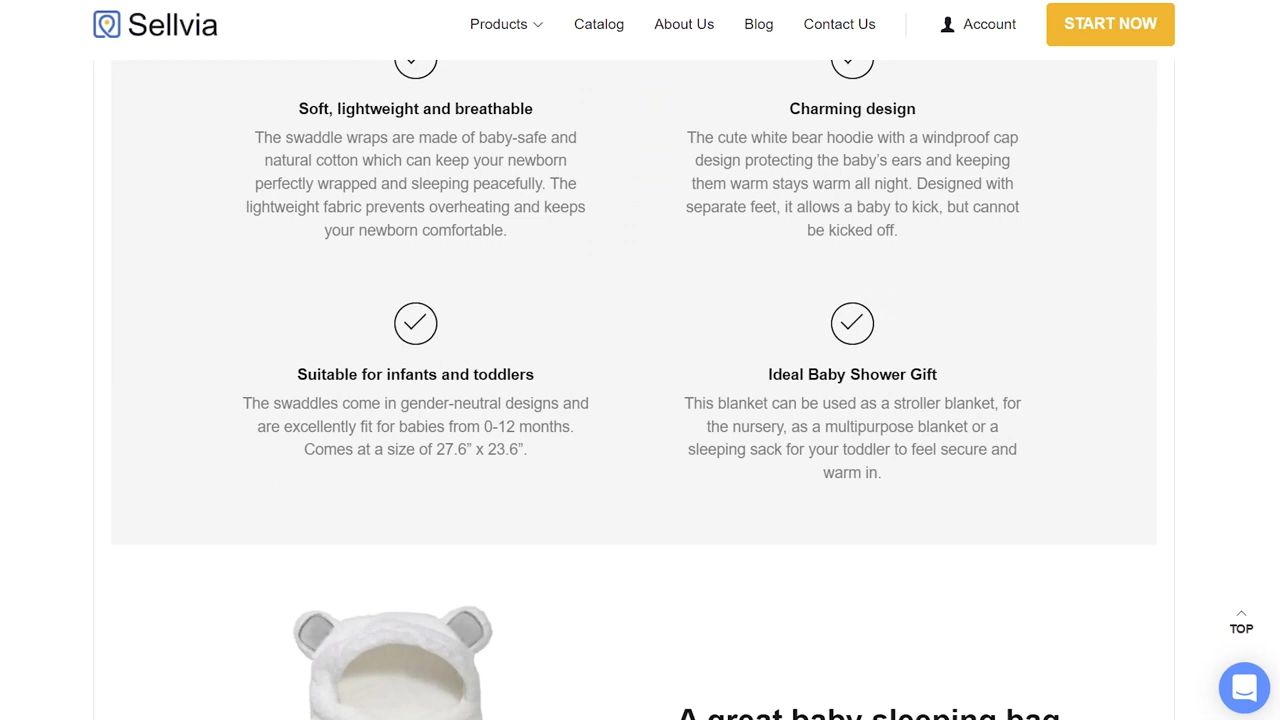 Sellvia
Products
Catalog
About Us
Blog
Contact Us
Account
START NOW
Soft, lightweight and breathable
The swaddle wraps are made of baby-safe and
natural cotton which can keep your newborn
perfectly wrapped and sleeping peacefully. The
lightweight fabric prevents overheating and keeps
your newborn comfortable.
Charming design
The cute white bear hoodie with a windproof cap
design protecting the baby’s ears and keeping
them warm stays warm all night. Designed with
separate feet, it allows a baby to kick, but cannot
be kicked off.
Suitable for infants and toddlers
The swaddles come in gender-neutral designs and
are excellently fit for babies from 0-12 months.
Comes at a size of 27.6” x 23.6”.
Ideal Baby Shower Gift
This blanket can be used as a stroller blanket, for
the nursery, as a multipurpose blanket or a
sleeping sack for your toddler to feel secure and
warm in.
TOP
A great baby sleeping bag